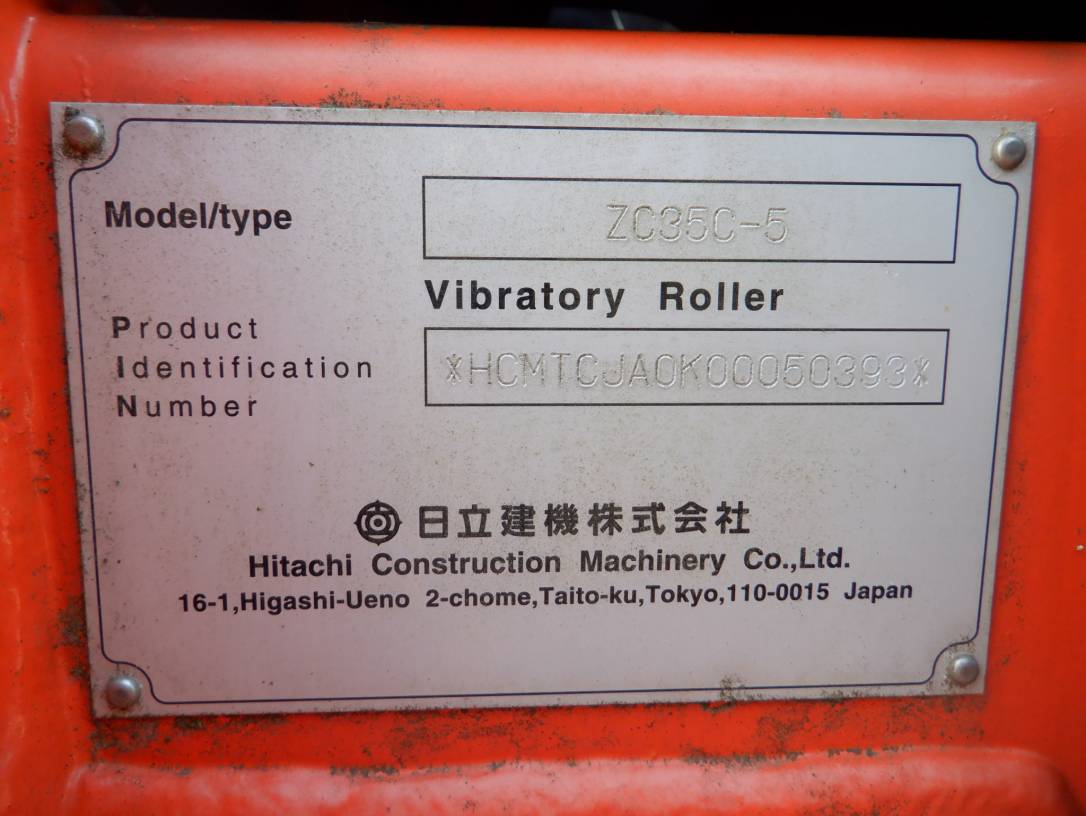 Model/type
ZC35C-5
Vibratory Roller
Product
Identification
Number
*HCMTCJA0K00050393*
日立建機株式会社
Hitachi Construction Machinery Co.,Ltd.
16-1,Higashi-Ueno 2-chome,Taito-ku,Tokyo,110-0015 Japan